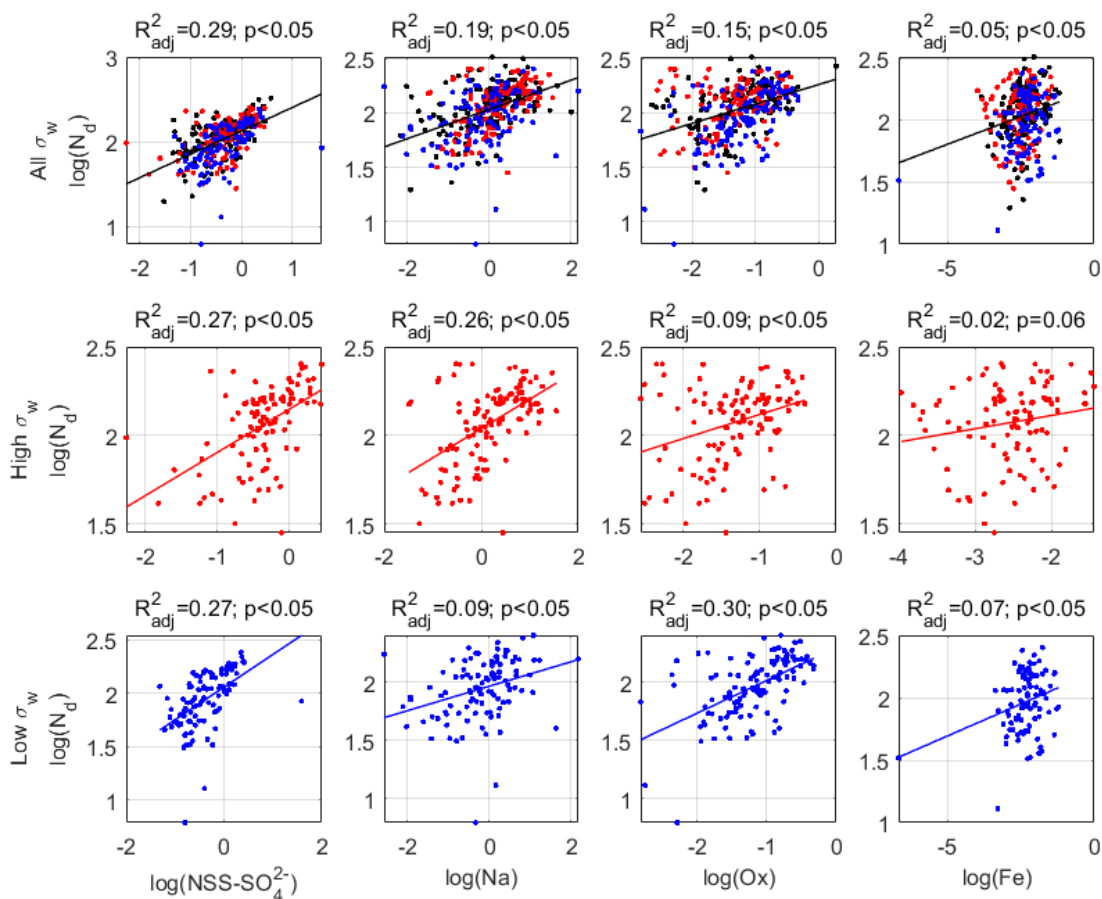 R²adj=0.29; p<0.05 R²adj=0.19; p<0.05 R²adj=0.15; p<0.05 R²adj=0.05; p<0.05
All σw
log(Nd)
3 2 1
-2 -1 0 1
2.5 2 1.5 1
-2 0 2
2.5 2 1.5 1
-2 -1 0
2.5 2 1.5 1
-5 0
R²adj=0.27; p<0.05 R²adj=0.26; p<0.05 R²adj=0.09; p<0.05 R²adj=0.02; p=0.06
High σw
log(Nd)
2.5 2 1.5
-2 -1 0
2.5 2 1.5
-2 0 2
2.5 2 1.5
-2 -1 0
2.5 2 1.5
-4 -3 -2
R²adj=0.27; p<0.05 R²adj=0.09; p<0.05 R²adj=0.30; p<0.05 R²adj=0.07; p<0.05
Low σw
log(Nd)
2.5 2 1.5 1
-2 0 2
2.5 2 1.5 1
-2 0 2
2.5 2 1.5 1
-2 -1 0
2.5 2 1.5 1
-5 0
log(NSS-SO₄²⁻) log(Na) log(Ox) log(Fe)